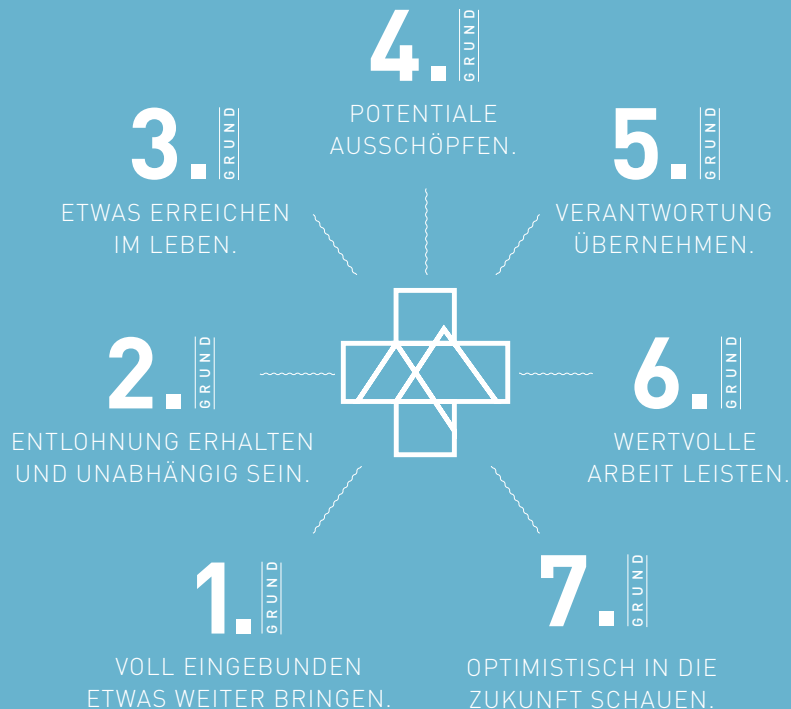 4. GRUND
POTENTIALE
AUSSCHÖPFEN.
3. GRUND
ETWAS ERREICHEN
IM LEBEN.
5. GRUND
VERANTWORTUNG
ÜBERNEHMEN.
2. GRUND
ENTLOHNUNG ERHALTEN
UND UNABHÄNGIG SEIN.
6. GRUND
WERTVOLLE
ARBEIT LEISTEN.
1. GRUND
VOLL EINGEBUNDEN
ETWAS WEITER BRINGEN.
7. GRUND
OPTIMISTISCH IN DIE
ZUKUNFT SCHAUEN.